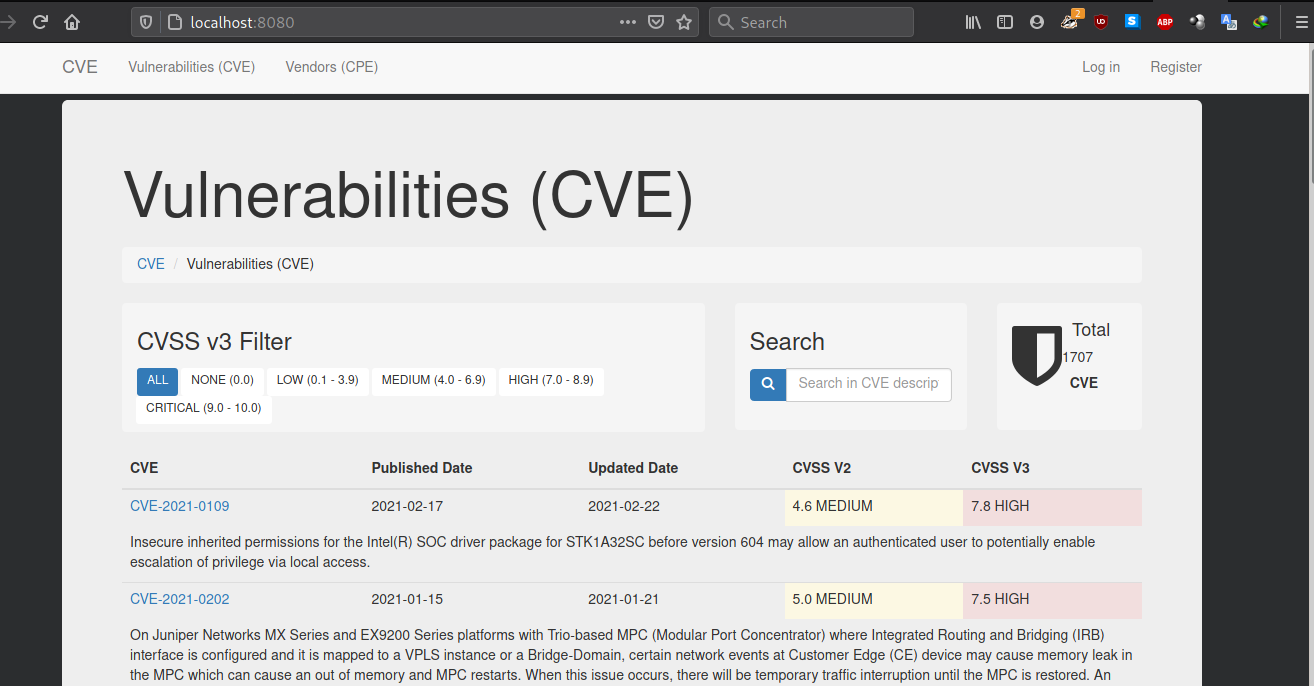 localhost:8080
Search
2
UD
S
ABP
A
CVE Vulnerabilities (CVE) Vendors (CPE) Log in Register
Vulnerabilities (CVE)
CVE / Vulnerabilities (CVE)
CVSS v3 Filter
ALL NONE (0.0) LOW (0.1 - 3.9) MEDIUM (4.0 - 6.9) HIGH (7.0 - 8.9)
CRITICAL (9.0 - 10.0)
Search
Search in CVE descrip
Total
1707
CVE
CVE Published Date Updated Date CVSS V2 CVSS V3
CVE-2021-0109 2021-02-17 2021-02-22 4.6 MEDIUM 7.8 HIGH
Insecure inherited permissions for the Intel(R) SOC driver package for STK1A32SC before version 604 may allow an authenticated user to potentially enable
escalation of privilege via local access.
CVE-2021-0202 2021-01-15 2021-01-21 5.0 MEDIUM 7.5 HIGH
On Juniper Networks MX Series and EX9200 Series platforms with Trio-based MPC (Modular Port Concentrator) where Integrated Routing and Bridging (IRB)
interface is configured and it is mapped to a VPLS instance or a Bridge-Domain, certain network events at Customer Edge (CE) device may cause memory leak in
the MPC which can cause an out of memory and MPC restarts. When this issue occurs, there will be temporary traffic interruption until the MPC is restored. An